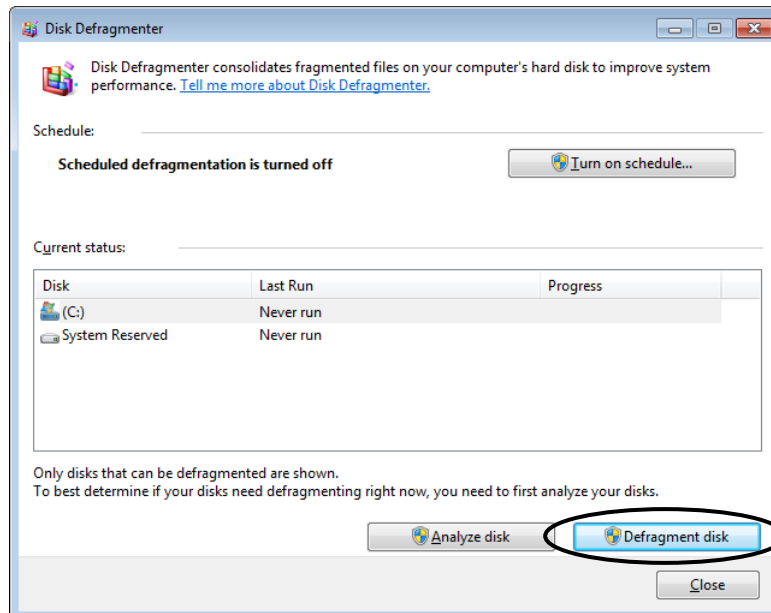 Disk Defragmenter
Disk Defragmenter consolidates fragmented files on your computer's hard disk to improve system
performance. Tell me more about Disk Defragmenter.
Schedule:
Scheduled defragmentation is turned off
Turn on schedule...
Current status:
Disk Last Run Progress
(C:) Never run
System Reserved Never run
Only disks that can be defragmented are shown.
To best determine if your disks need defragmenting right now, you need to first analyze your disks.
Analyze disk Defragment disk
Close